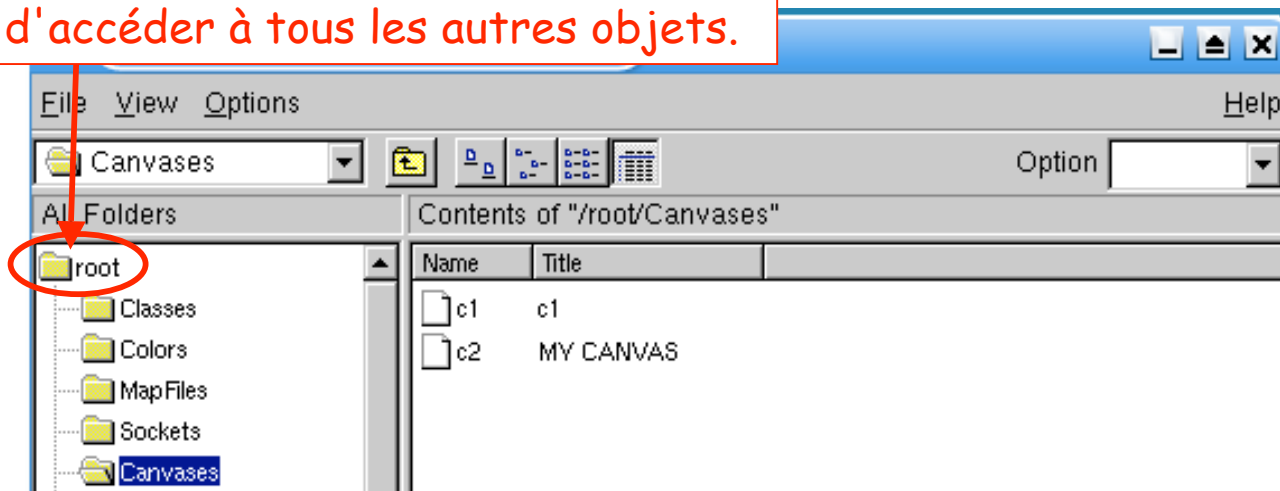 d'accéder à tous les autres objets.
File View Options Help
Canvases Option
All Folders Contents of "/root/Canvases"
root Name Title
Classes c1 c1
Colors c2 MY CANVAS
MapFiles
Sockets
Canvases